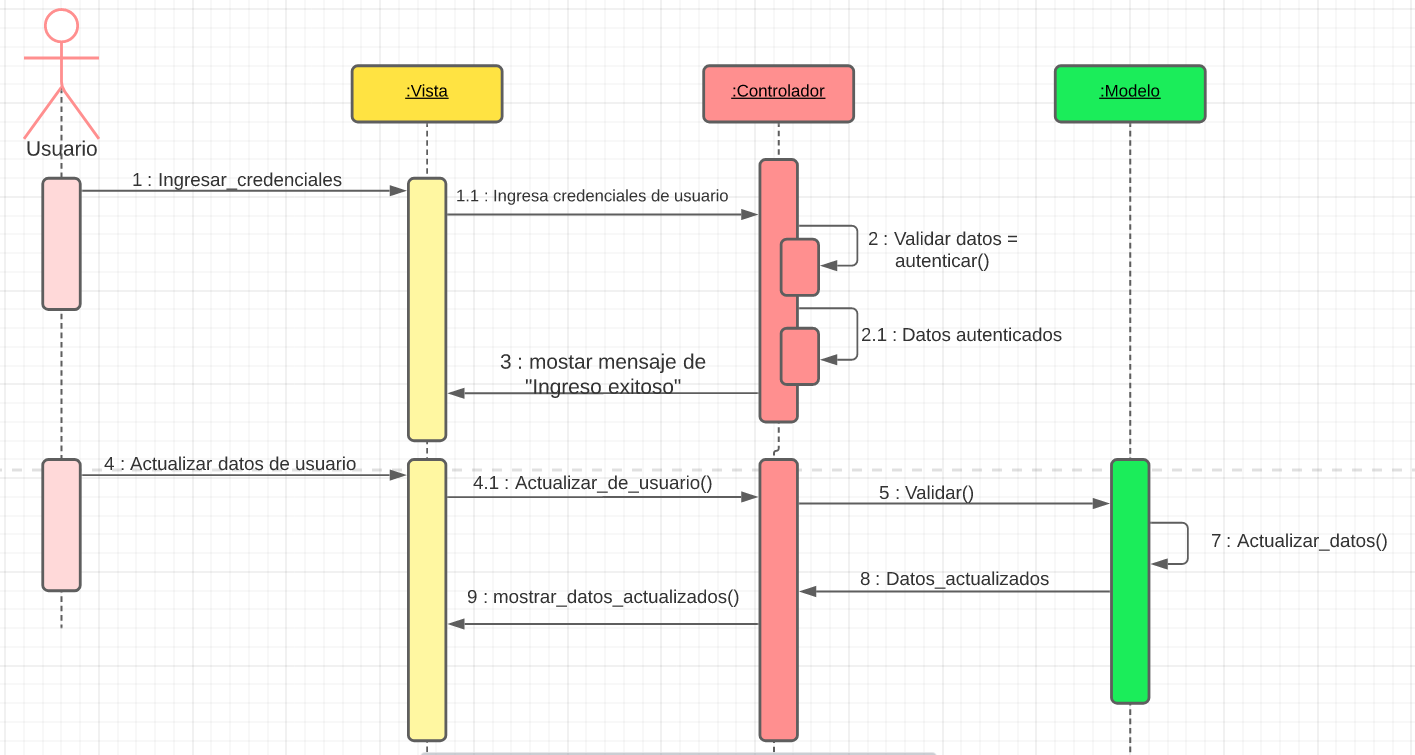 Usuario
:Vista
:Controlador
:Modelo
1 : Ingresar_credenciales
1.1 : Ingresa credenciales de usuario
2 : Validar datos =
autenticar()
2.1 : Datos autenticados
3 : mostar mensaje de
"Ingreso exitoso"
4 : Actualizar datos de usuario
4.1 : Actualizar_de_usuario()
5 : Validar()
7 : Actualizar_datos()
8 : Datos_actualizados
9 : mostrar_datos_actualizados()